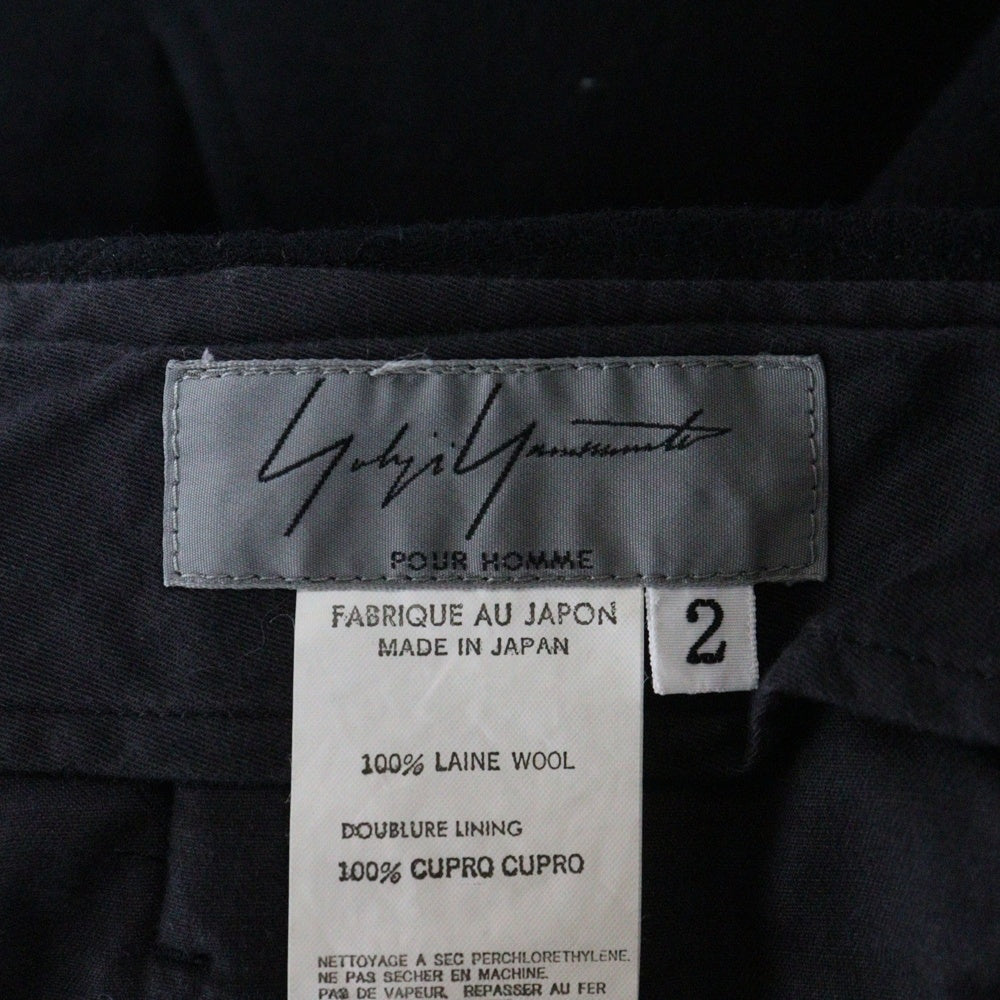 Yohji Yamamoto
POUR HOMME
FABRIQUE AU JAPON
MADE IN JAPAN
2
100% LAINE WOOL
DOUBLURE LINING
100% CUPRO CUPRO
NETTOYAGE A SEC PERCHLORETHYLENE.
NE PAS SECHER EN MACHINE.
PAS DE VAPEUR. REPASSER AU FER